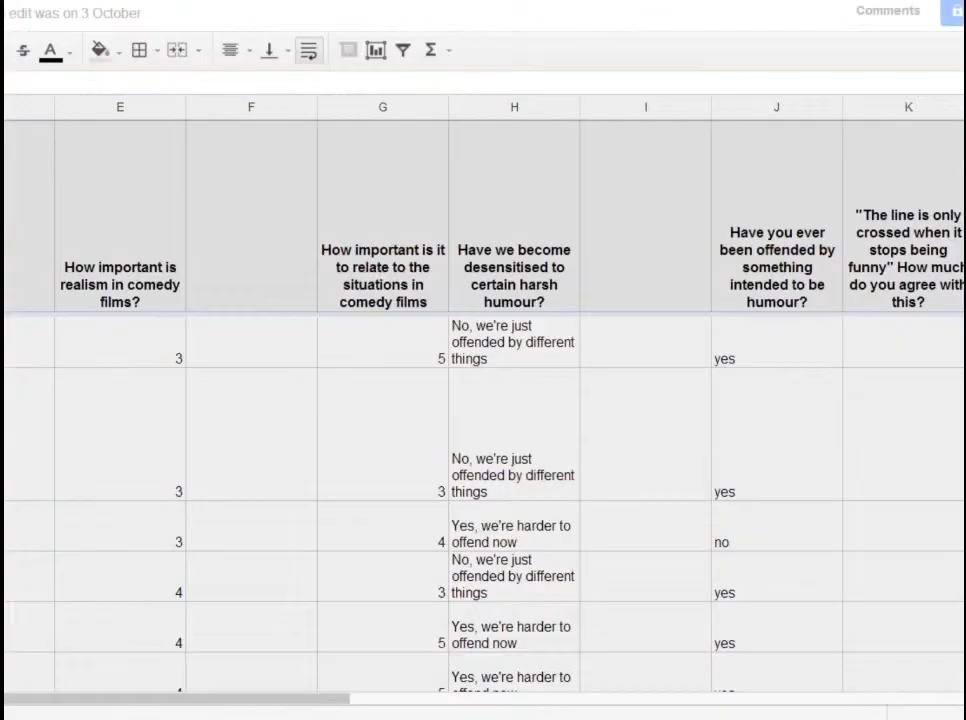 edit was on 3 October
Comments
S A Σ
E F G H I J K
How important is
realism in comedy
films?
How important is it
to relate to the
situations in
comedy films
Have we become
desensitised to
certain harsh
humour?
Have you ever
been offended by
something
intended to be
humour?
"The line is only
crossed when it
stops being
funny" How much
do you agree with
this?
3
5
No, we're just
offended by different
things
yes
3
3
No, we're just
offended by different
things
yes
3
4
Yes, we're harder to
offend now
no
4
3
No, we're just
offended by different
things
yes
4
5
Yes, we're harder to
offend now
yes
Yes, we're harder to